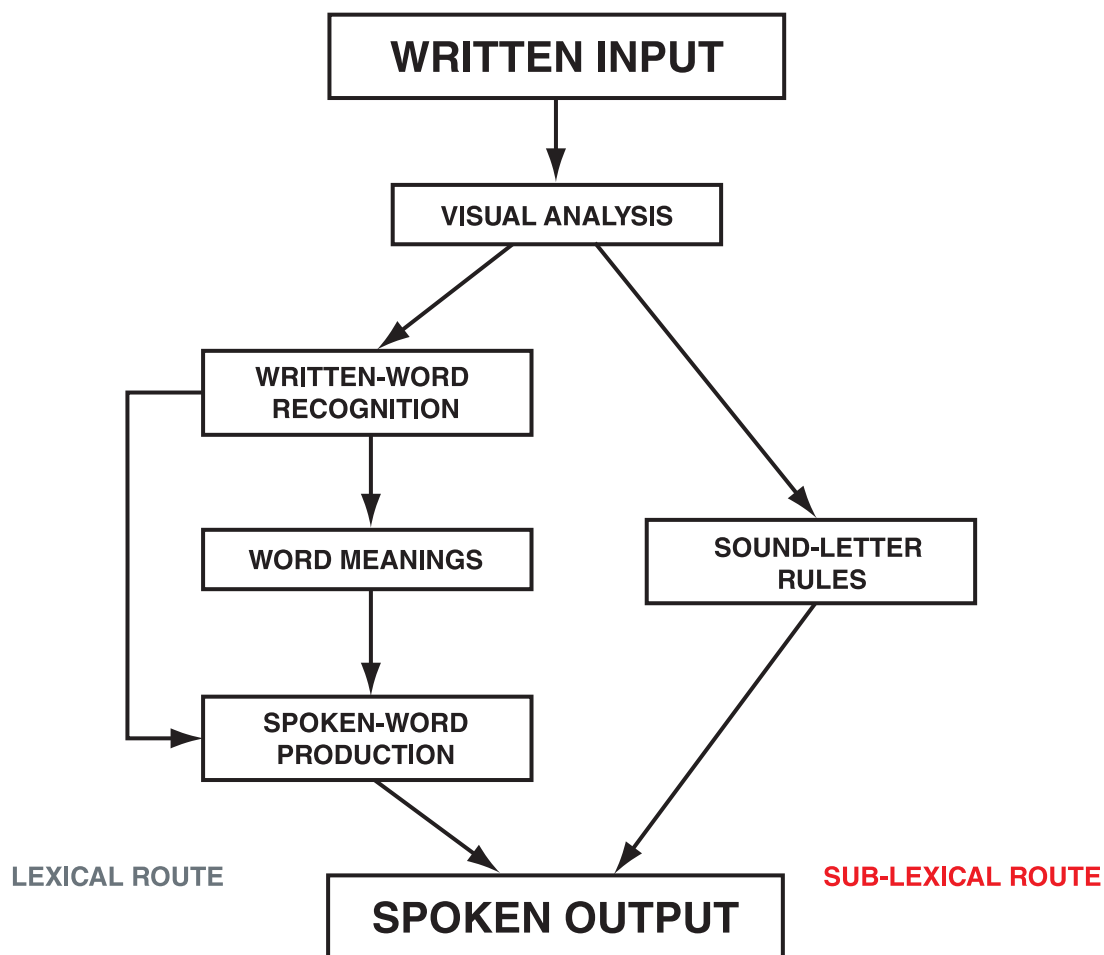 WRITTEN INPUT
VISUAL ANALYSIS
WRITTEN-WORD
RECOGNITION
WORD MEANINGS
SOUND-LETTER
RULES
SPOKEN-WORD
PRODUCTION
LEXICAL ROUTE
SUB-LEXICAL ROUTE
SPOKEN OUTPUT